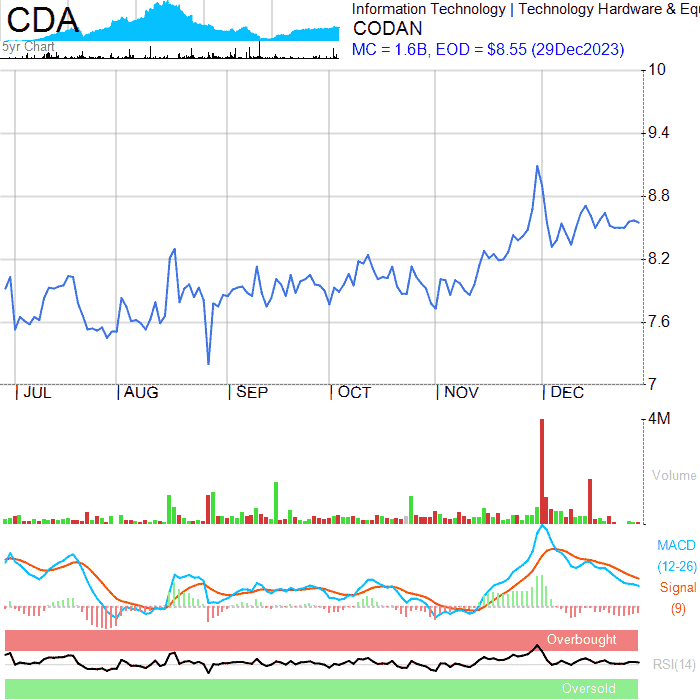 CDA
Information Technology | Technology Hardware & Equ
CODAN
5yr Chart
MC = 1.6B, EOD = $8.55 (29Dec2023)
10
9.4
8.8
8.2
7.6
7
JUL
AUG
SEP
OCT
NOV
DEC
4M
Volume
MACD
(12-26)
Signal
(9)
Overbought
RSI(14)
Oversold